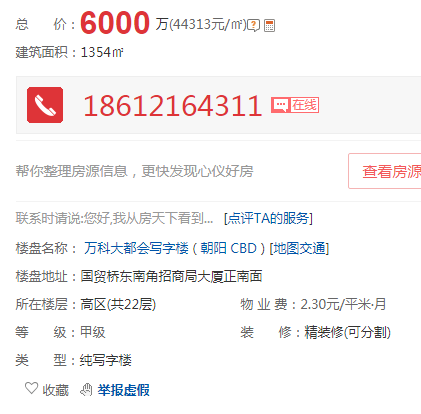 总　　价：6000 万(44313元/㎡)
建筑面积：1354㎡
18612164311 在线
帮你整理房源信息，更快发现心仪好房 查看房源
联系时请说:您好,我从房天下看到... [点评TA的服务]
楼盘名称： 万科大都会写字楼 ( 朝阳 CBD ) [地图交通]
楼盘地址：国贸桥东南角招商局大厦正南面
所在楼层：高区(共22层) 物 业 费：2.30元/平米·月
等　　级：甲级 装　　修：精装修(可分割)
类　　型：纯写字楼
收藏 举报虚假